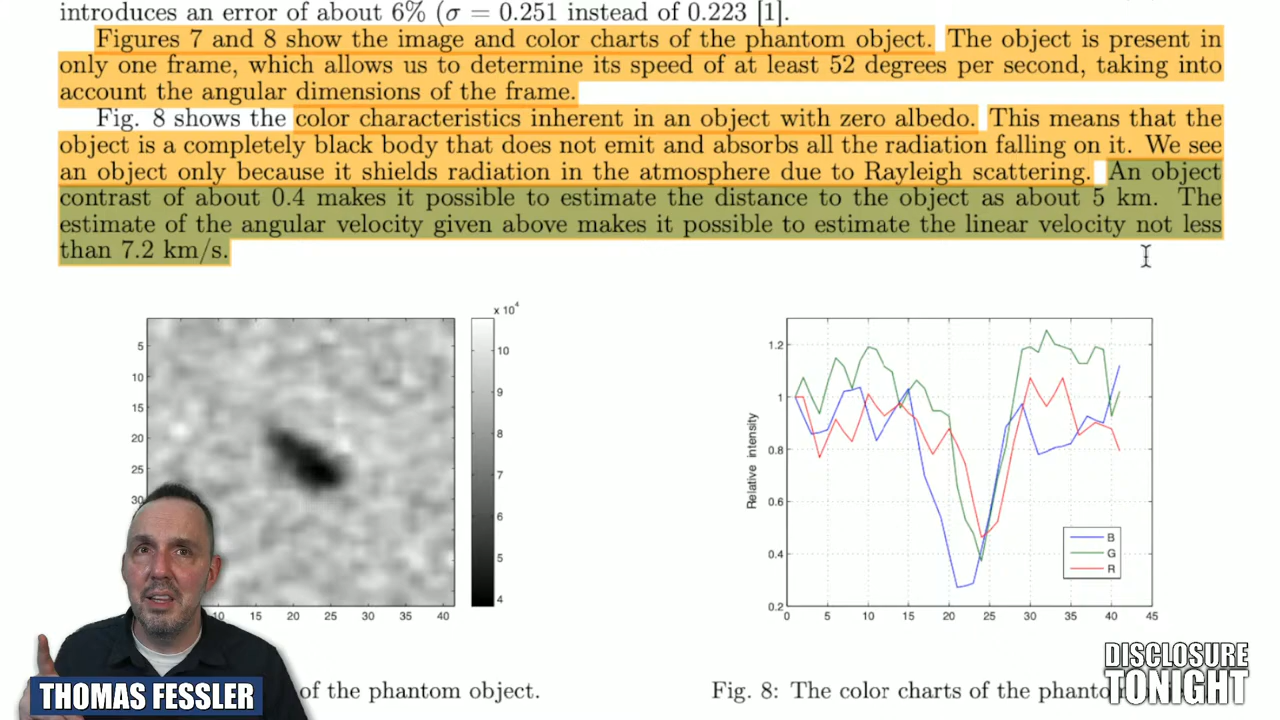 introduces an error of about 6% (σ = 0.251 instead of 0.223 [1].
Figures 7 and 8 show the image and color charts of the phantom object. The object is present in
only one frame, which allows us to determine its speed of at least 52 degrees per second, taking into
account the angular dimensions of the frame.
Fig. 8 shows the color characteristics inherent in an object with zero albedo. This means that the
object is a completely black body that does not emit and absorbs all the radiation falling on it. We see
an object only because it shields radiation in the atmosphere due to Rayleigh scattering. An object
contrast of about 0.4 makes it possible to estimate the distance to the object as about 5 km. The
estimate of the angular velocity given above makes it possible to estimate the linear velocity not less
than 7.2 km/s.
x 10⁴
5
10
15
20
25
30
10 15 20 25 30 35 40
10
9
8
7
6
5
4
Relative intensity
1.2
1
0.8
0.6
0.4
0.2
0 5 10 15 20 25 30 35 40 45
B
G
R
of the phantom object.
Fig. 8: The color charts of the phanto
THOMAS FESSLER
DISCLOSURE
TONIGHT